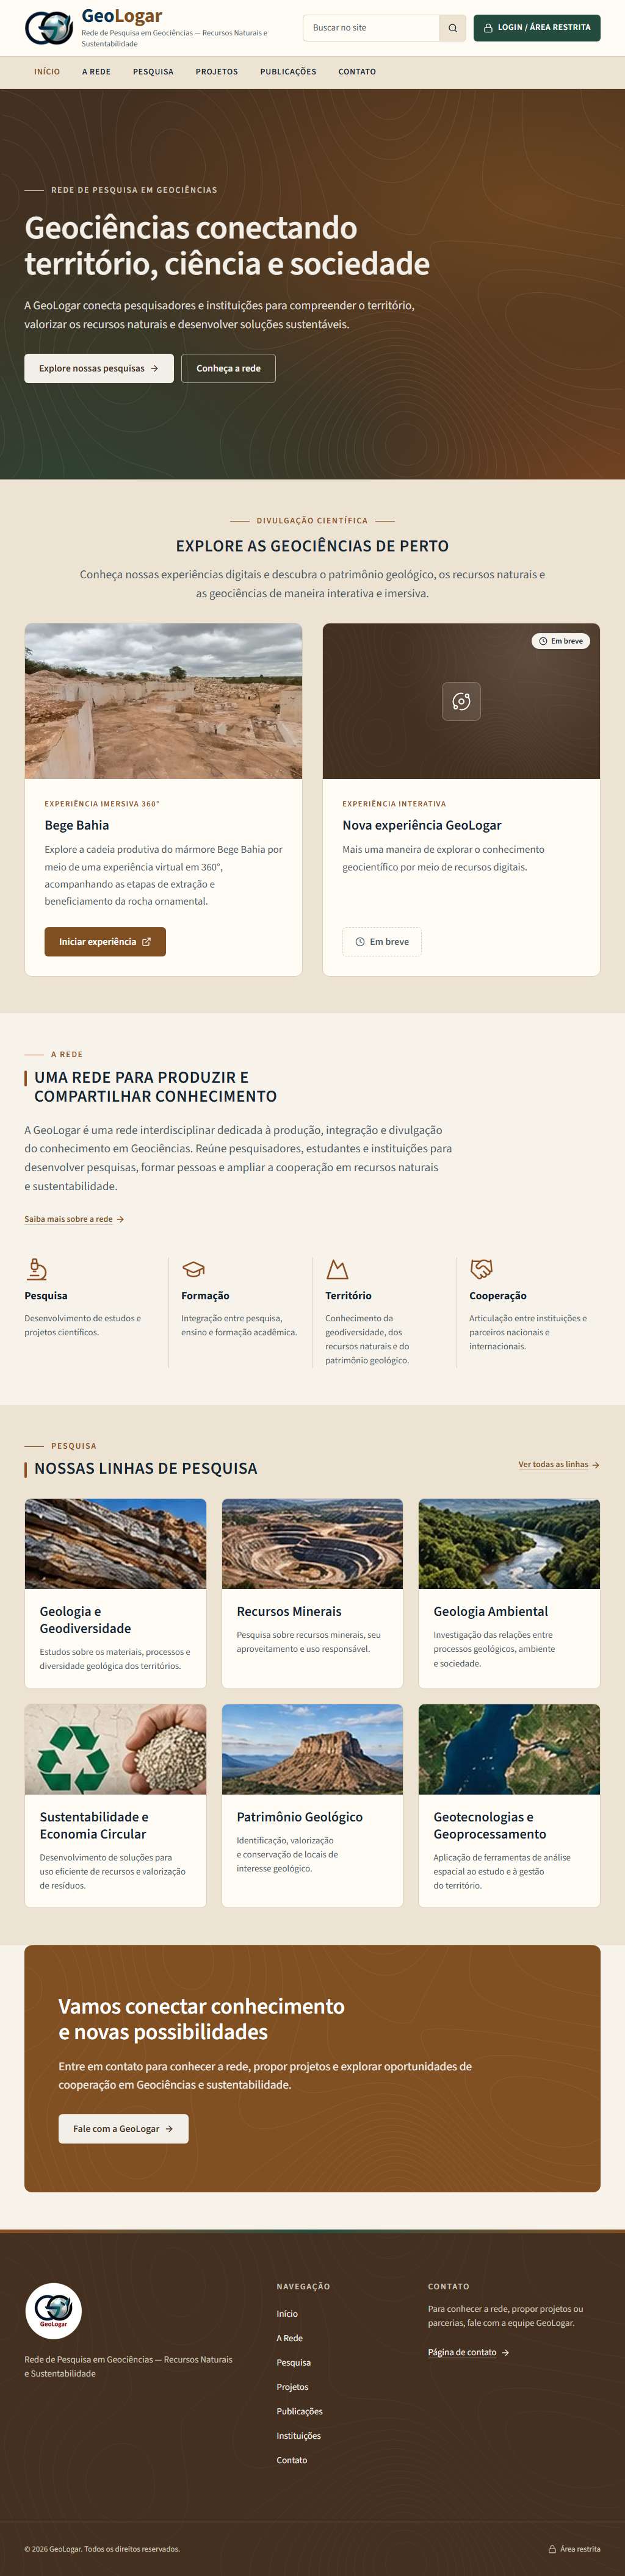 GeoLogar
Rede de Pesquisa em Geociências — Recursos Naturais e
Sustentabilidade
Buscar no site
LOGIN / ÁREA RESTRITA
INÍCIO
A REDE
PESQUISA
PROJETOS
PUBLICAÇÕES
CONTATO
REDE DE PESQUISA EM GEOCIÊNCIAS
Geociências conectando
território, ciência e sociedade
A GeoLogar conecta pesquisadores e instituições para compreender o território,
valorizar os recursos naturais e desenvolver soluções sustentáveis.
Explore nossas pesquisas
Conheça a rede
DIVULGAÇÃO CIENTÍFICA
EXPLORE AS GEOCIÊNCIAS DE PERTO
Conheça nossas experiências digitais e descubra o patrimônio geológico, os recursos naturais e
as geociências de maneira interativa e imersiva.
EXPERIÊNCIA IMERSIVA 360°
Bege Bahia
Explore a cadeia produtiva do mármore Bege Bahia por
meio de uma experiência virtual em 360°,
acompanhando as etapas de extração e
beneficiamento da rocha ornamental.
Iniciar experiência
Em breve
EXPERIÊNCIA INTERATIVA
Nova experiência GeoLogar
Mais uma maneira de explorar o conhecimento
geocientífico por meio de recursos digitais.
Em breve
A REDE
UMA REDE PARA PRODUZIR E
COMPARTILHAR CONHECIMENTO
A GeoLogar é uma rede interdisciplinar dedicada à produção, integração e divulgação
do conhecimento em Geociências. Reúne pesquisadores, estudantes e instituições para
desenvolver pesquisas, formar pessoas e ampliar a cooperação em recursos naturais
e sustentabilidade.
Saiba mais sobre a rede
Pesquisa
Desenvolvimento de estudos e
projetos científicos.
Formação
Integração entre pesquisa,
ensino e formação acadêmica.
Território
Conhecimento da
geodiversidade, dos
recursos naturais e do
patrimônio geológico.
Cooperação
Articulação entre instituições e
parceiros nacionais e
internacionais.
PESQUISA
NOSSAS LINHAS DE PESQUISA
Ver todas as linhas
Geologia e
Geodiversidade
Estudos sobre os materiais, processos e
diversidade geológica dos territórios.
Recursos Minerais
Pesquisa sobre recursos minerais, seu
aproveitamento e uso responsável.
Geologia Ambiental
Investigação das relações entre
processos geológicos, ambiente
e sociedade.
Sustentabilidade e
Economia Circular
Desenvolvimento de soluções para
uso eficiente de recursos e valorização
de resíduos.
Patrimônio Geológico
Identificação, valorização
e conservação de locais de
interesse geológico.
Geotecnologias e
Geoprocessamento
Aplicação de ferramentas de análise
espacial ao estudo e à gestão
do território.
Vamos conectar conhecimento
e novas possibilidades
Entre em contato para conhecer a rede, propor projetos e explorar oportunidades de
cooperação em Geociências e sustentabilidade.
Fale com a GeoLogar
GeoLogar
Rede de Pesquisa em Geociências — Recursos Naturais
e Sustentabilidade
NAVEGAÇÃO
Início
A Rede
Pesquisa
Projetos
Publicações
Instituições
Contato
CONTATO
Para conhecer a rede, propor projetos ou
parcerias, fale com a equipe GeoLogar.
Página de contato
© 2026 GeoLogar. Todos os direitos reservados.
Área restrita